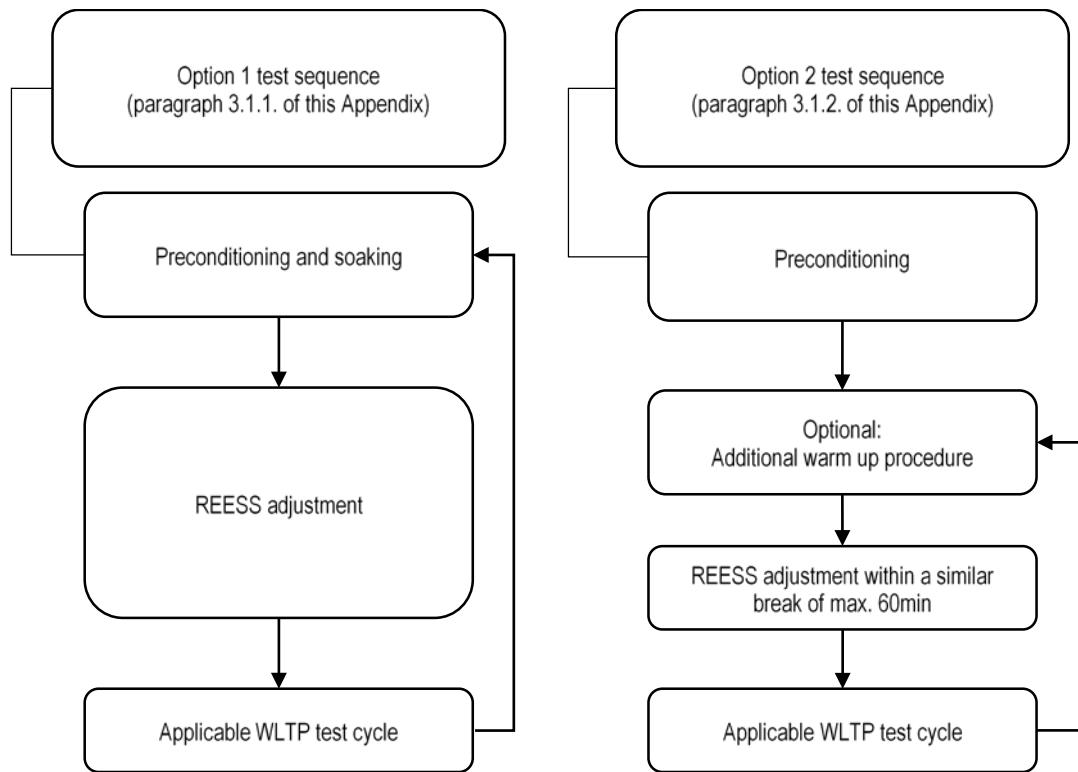 Option 1 test sequence
(paragraph 3.1.1. of this Appendix)
Preconditioning and soaking
REESS adjustment
Applicable WLTP test cycle
Option 2 test sequence
(paragraph 3.1.2. of this Appendix)
Preconditioning
Optional:
Additional warm up procedure
REESS adjustment within a similar
break of max. 60min
Applicable WLTP test cycle